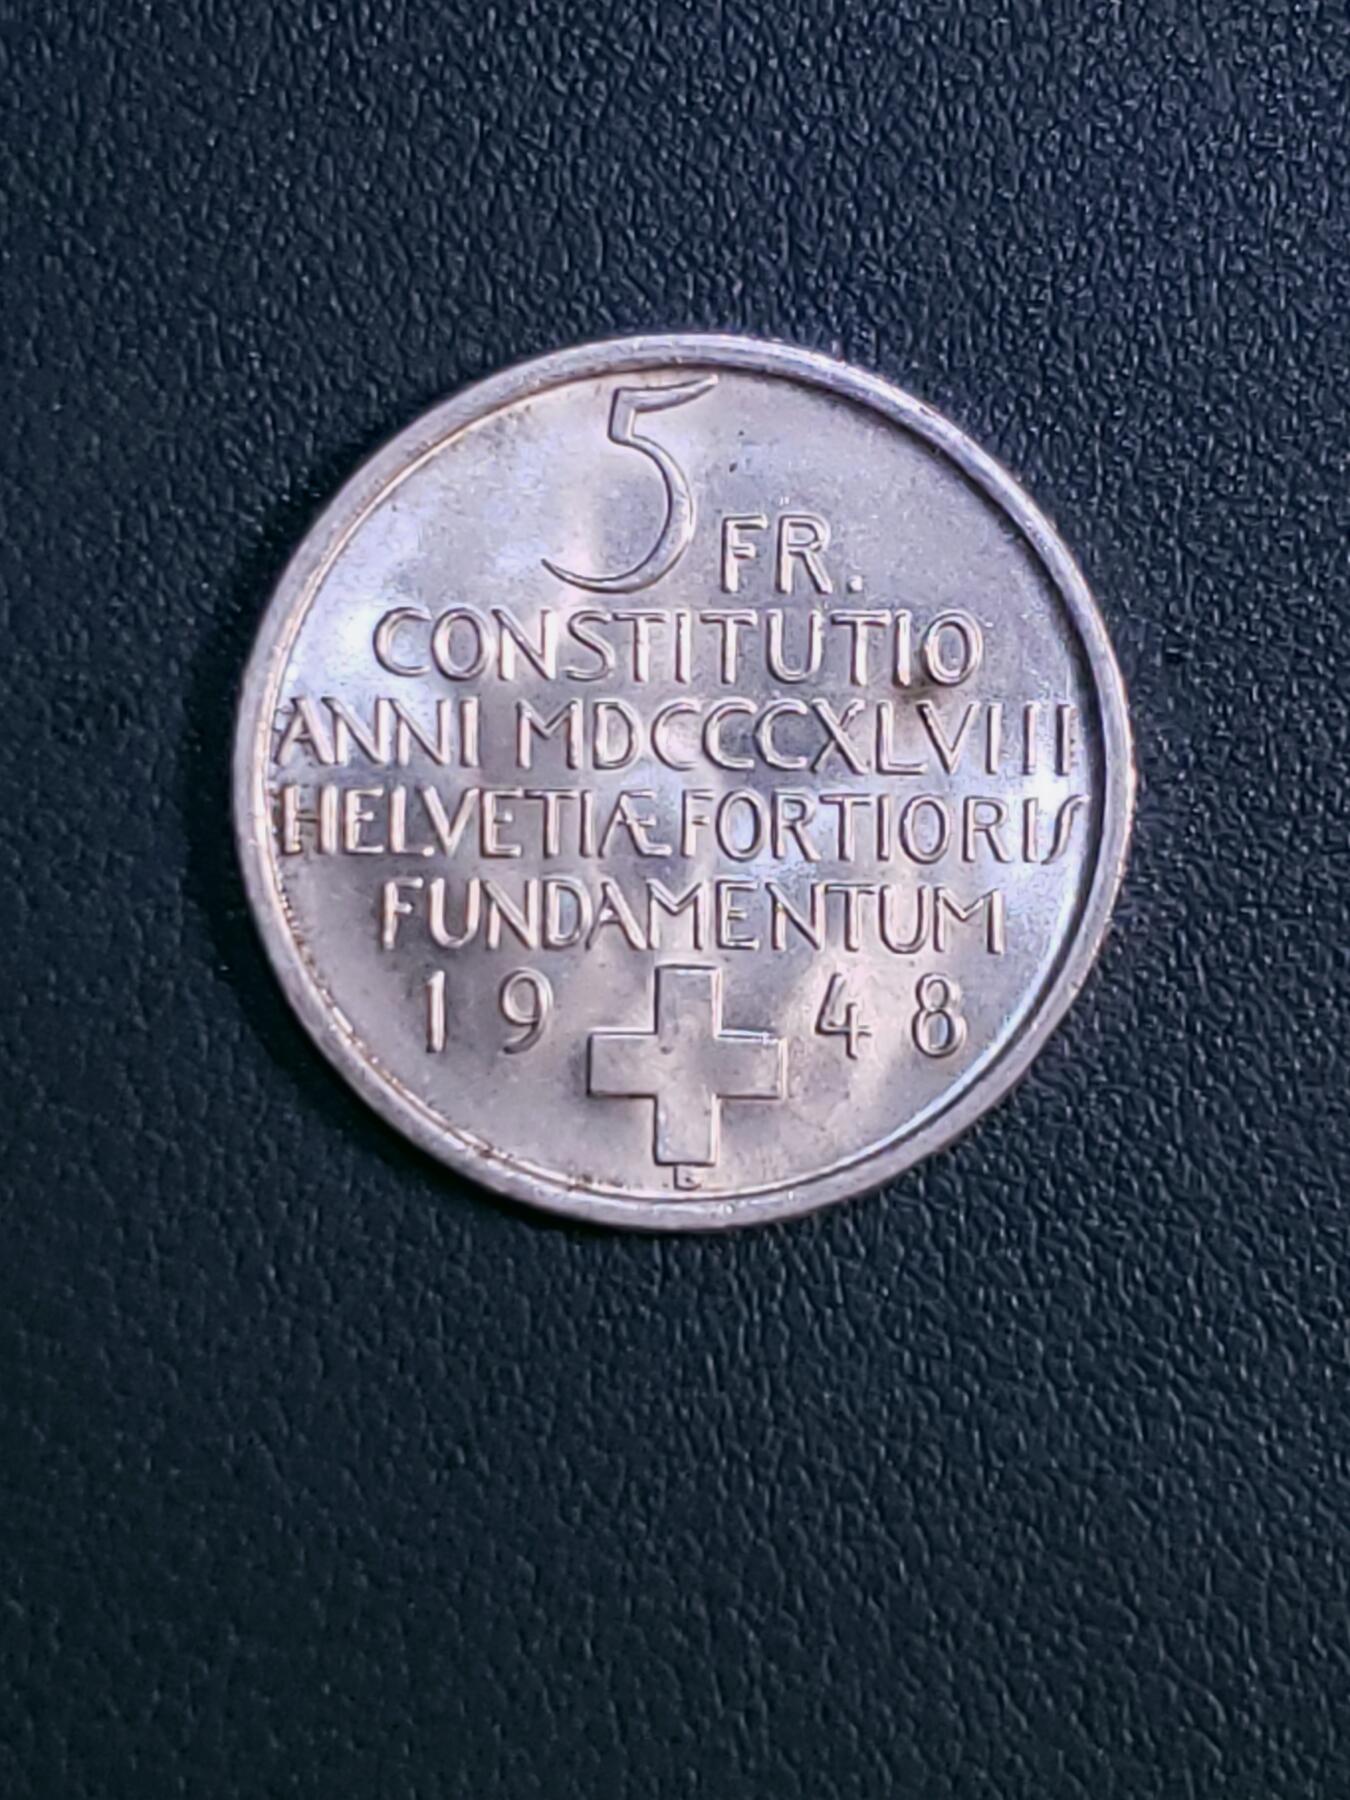 5 FR.
CONSTITUTIO
ANNI MDCCCXLVIII
HELVETIÆ FORTIORIS
FUNDAMENTUM
19 48
B